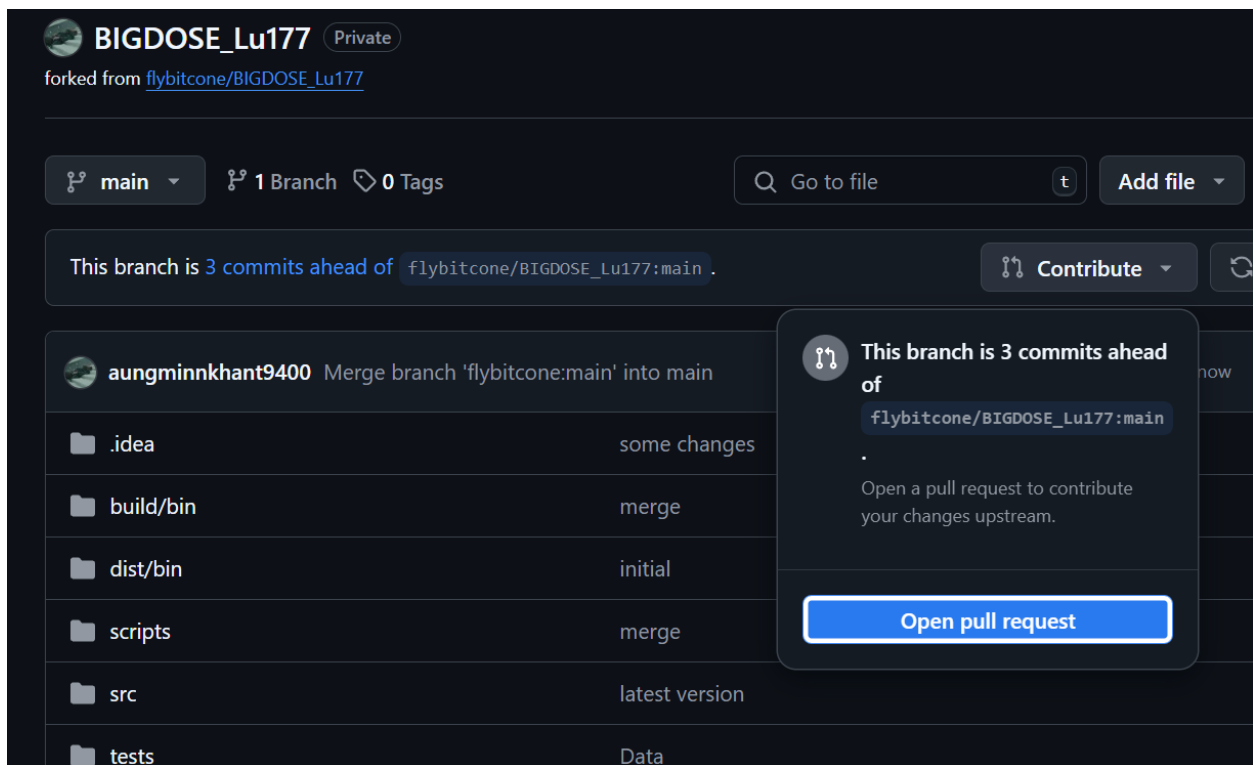 BIGDOSE_Lu177 Private
forked from flybitcone/BIGDOSE_Lu177
main 1 Branch 0 Tags Go to file t Add file
This branch is 3 commits ahead of flybitcone/BIGDOSE_Lu177:main . Contribute
aungminnkhant9400 Merge branch 'flybitcone:main' into main now
This branch is 3 commits ahead
of
flybitcone/BIGDOSE_Lu177:main
.
Open a pull request to contribute
your changes upstream.
Open pull request
.idea some changes
build/bin merge
dist/bin initial
scripts merge
src latest version
tests Data